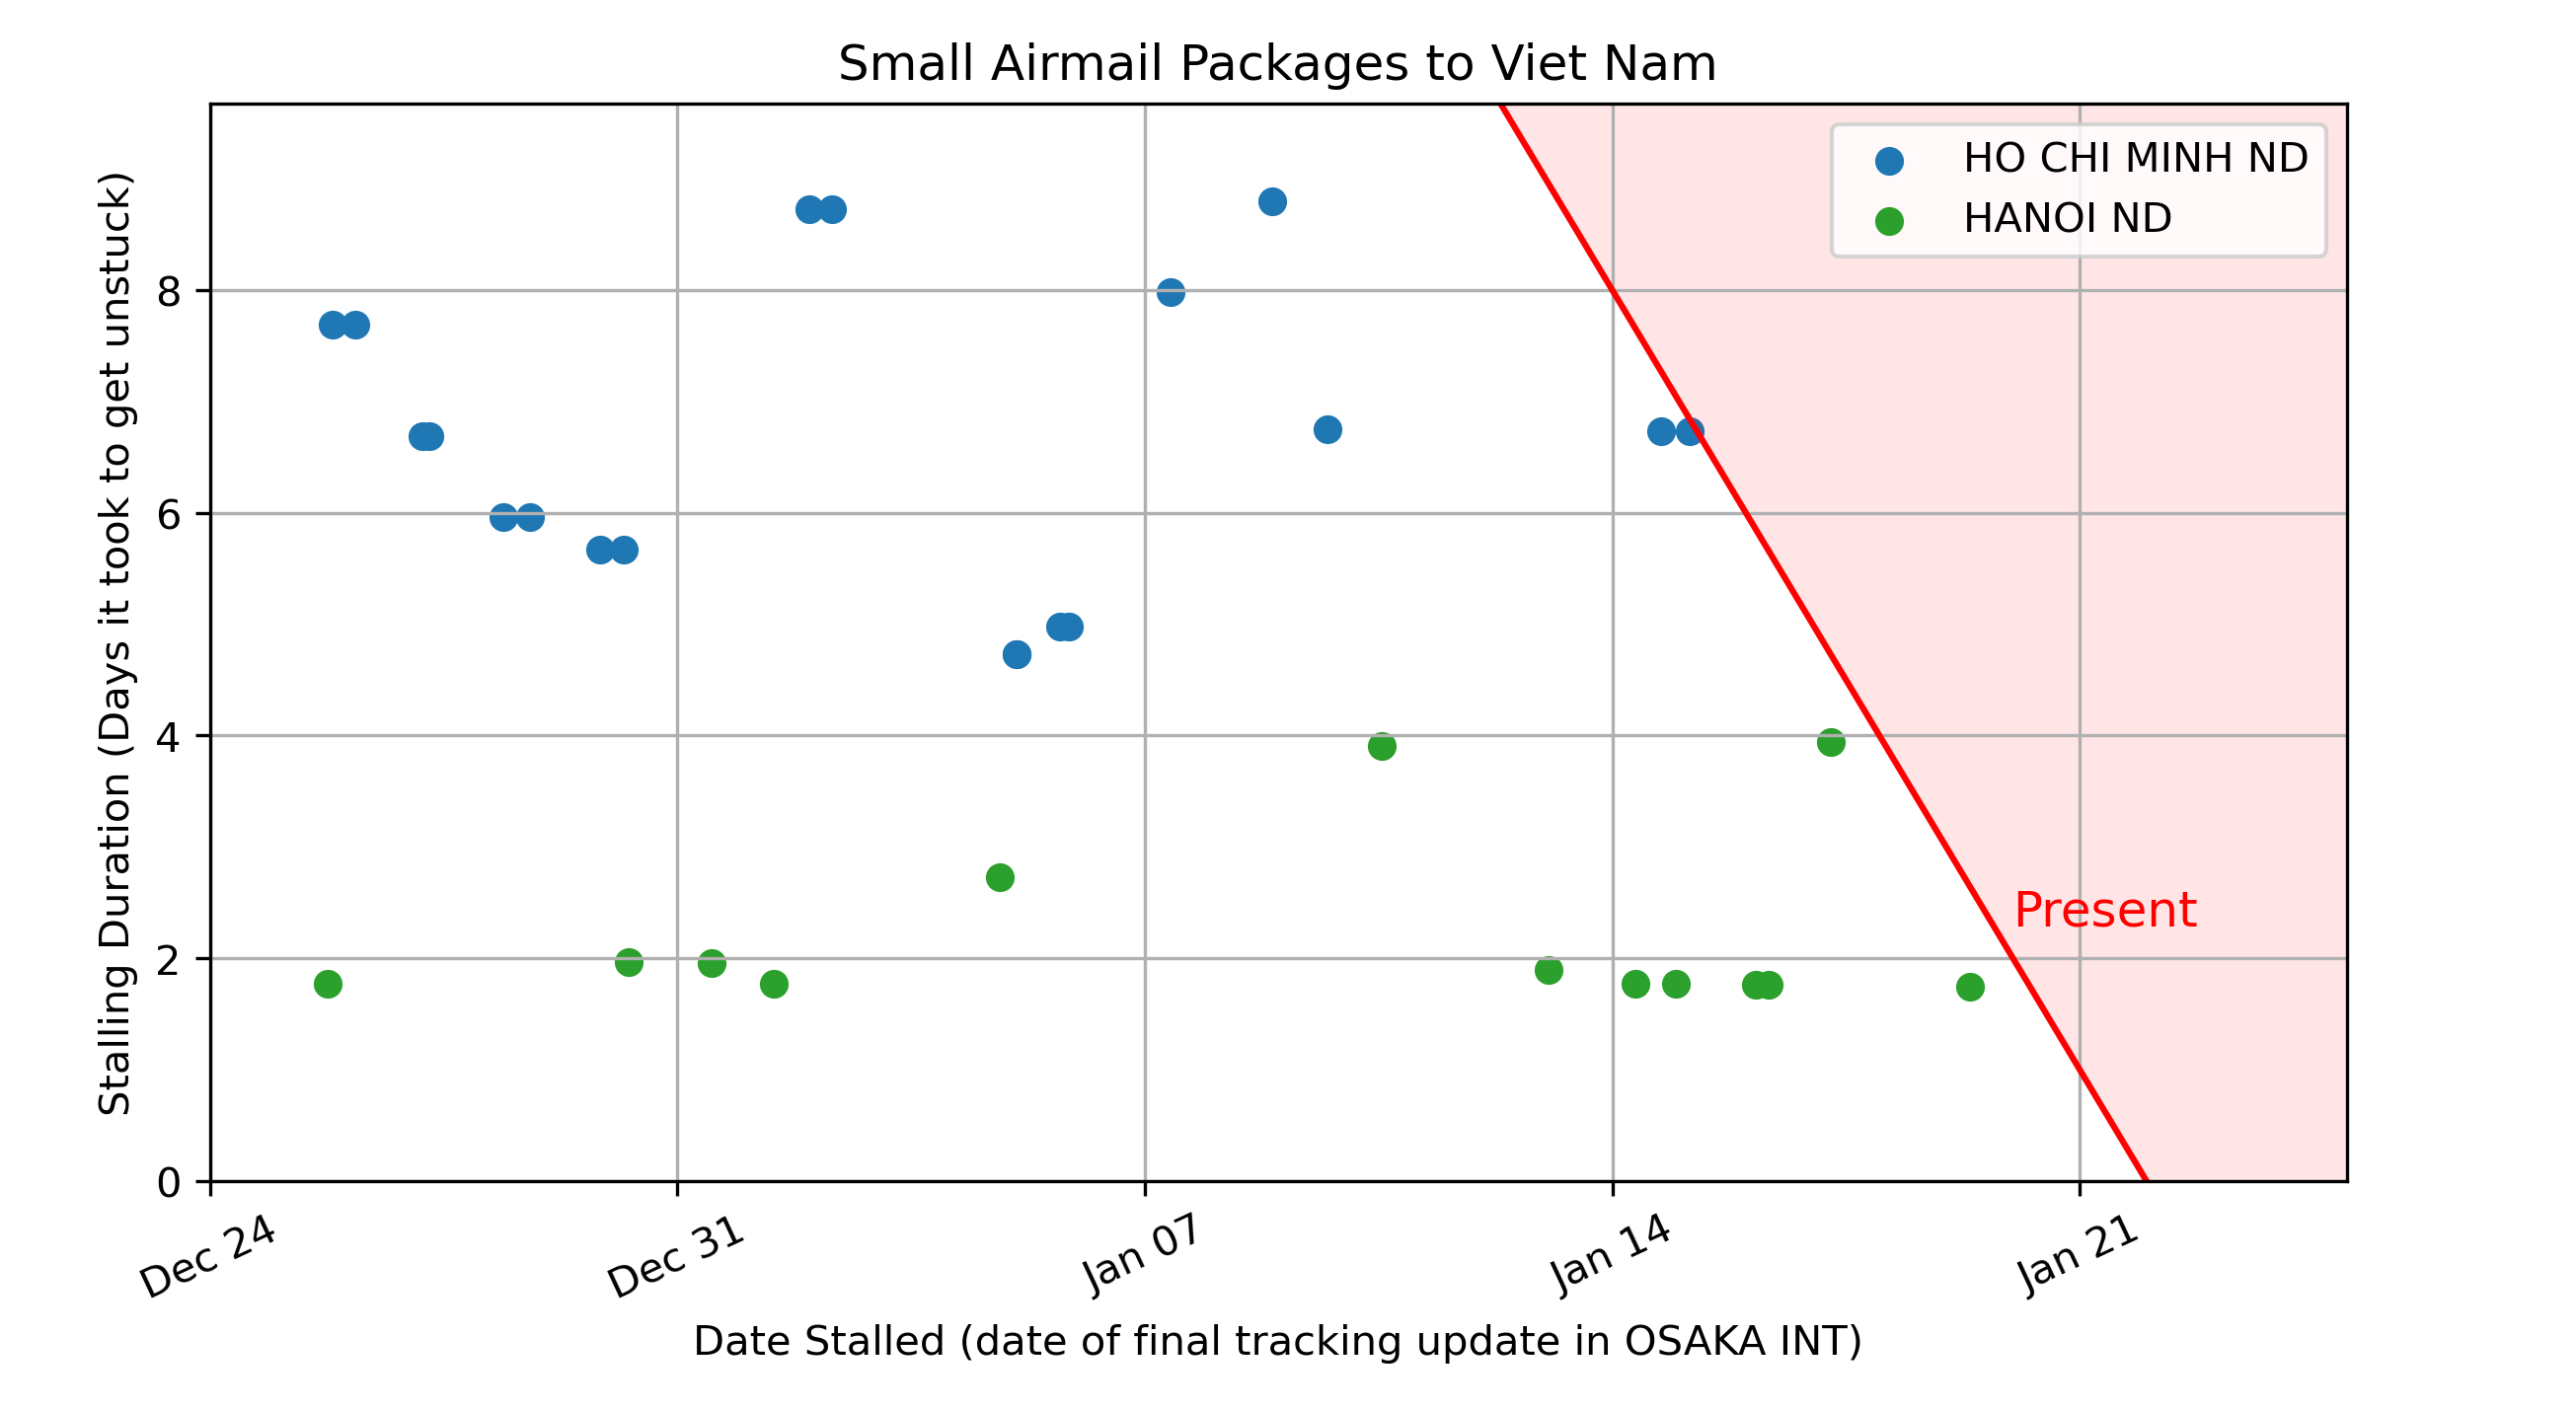 Small Airmail Packages to Viet Nam
HO CHI MINH ND
HANOI ND
Stalling Duration (Days it took to get unstuck)
8
6
4
2
0
Present
Dec 24
Dec 31
Jan 07
Jan 14
Jan 21
Date Stalled (date of final tracking update in OSAKA INT)